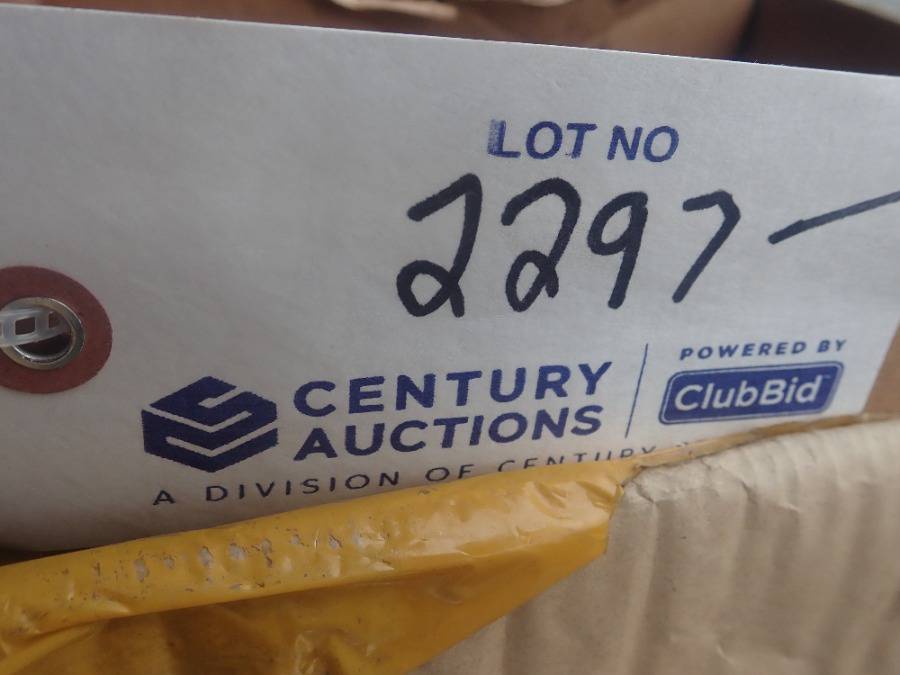 LOT NO
2297-
CENTURY
AUCTIONS
A DIVISION OF CENTURY
POWERED BY
ClubBid